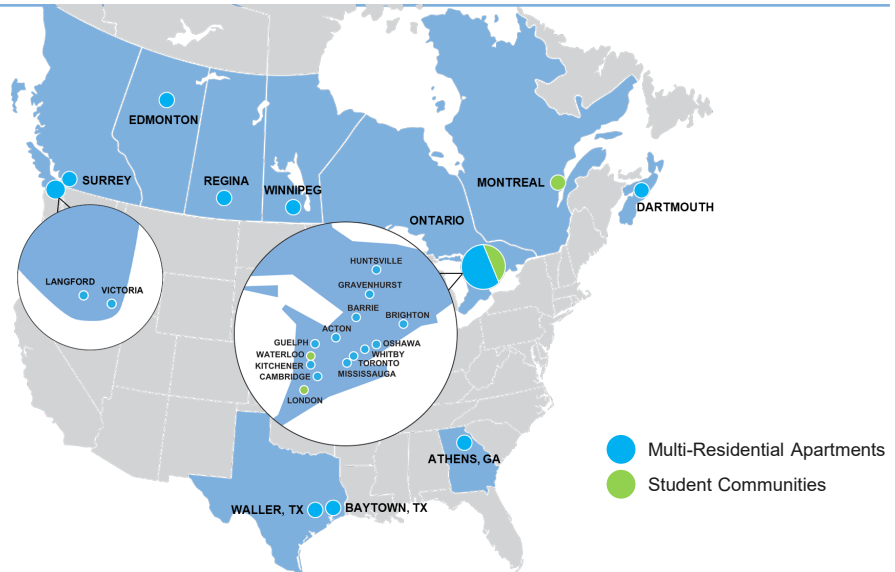 EDMONTON
SURREY
REGINA
WINNIPEG
MONTREAL
DARTMOUTH
ONTARIO
LANGFORD
VICTORIA
HUNTSVILLE
GRAVENHURST
BARRIE
BRIGHTON
ACTON
GUELPH
OSHAWA
WATERLOO
WHITBY
KITCHENER
TORONTO
CAMBRIDGE
MISSISSAUGA
LONDON
ATHENS, GA
WALLER, TX
BAYTOWN, TX
Multi-Residential Apartments
Student Communities